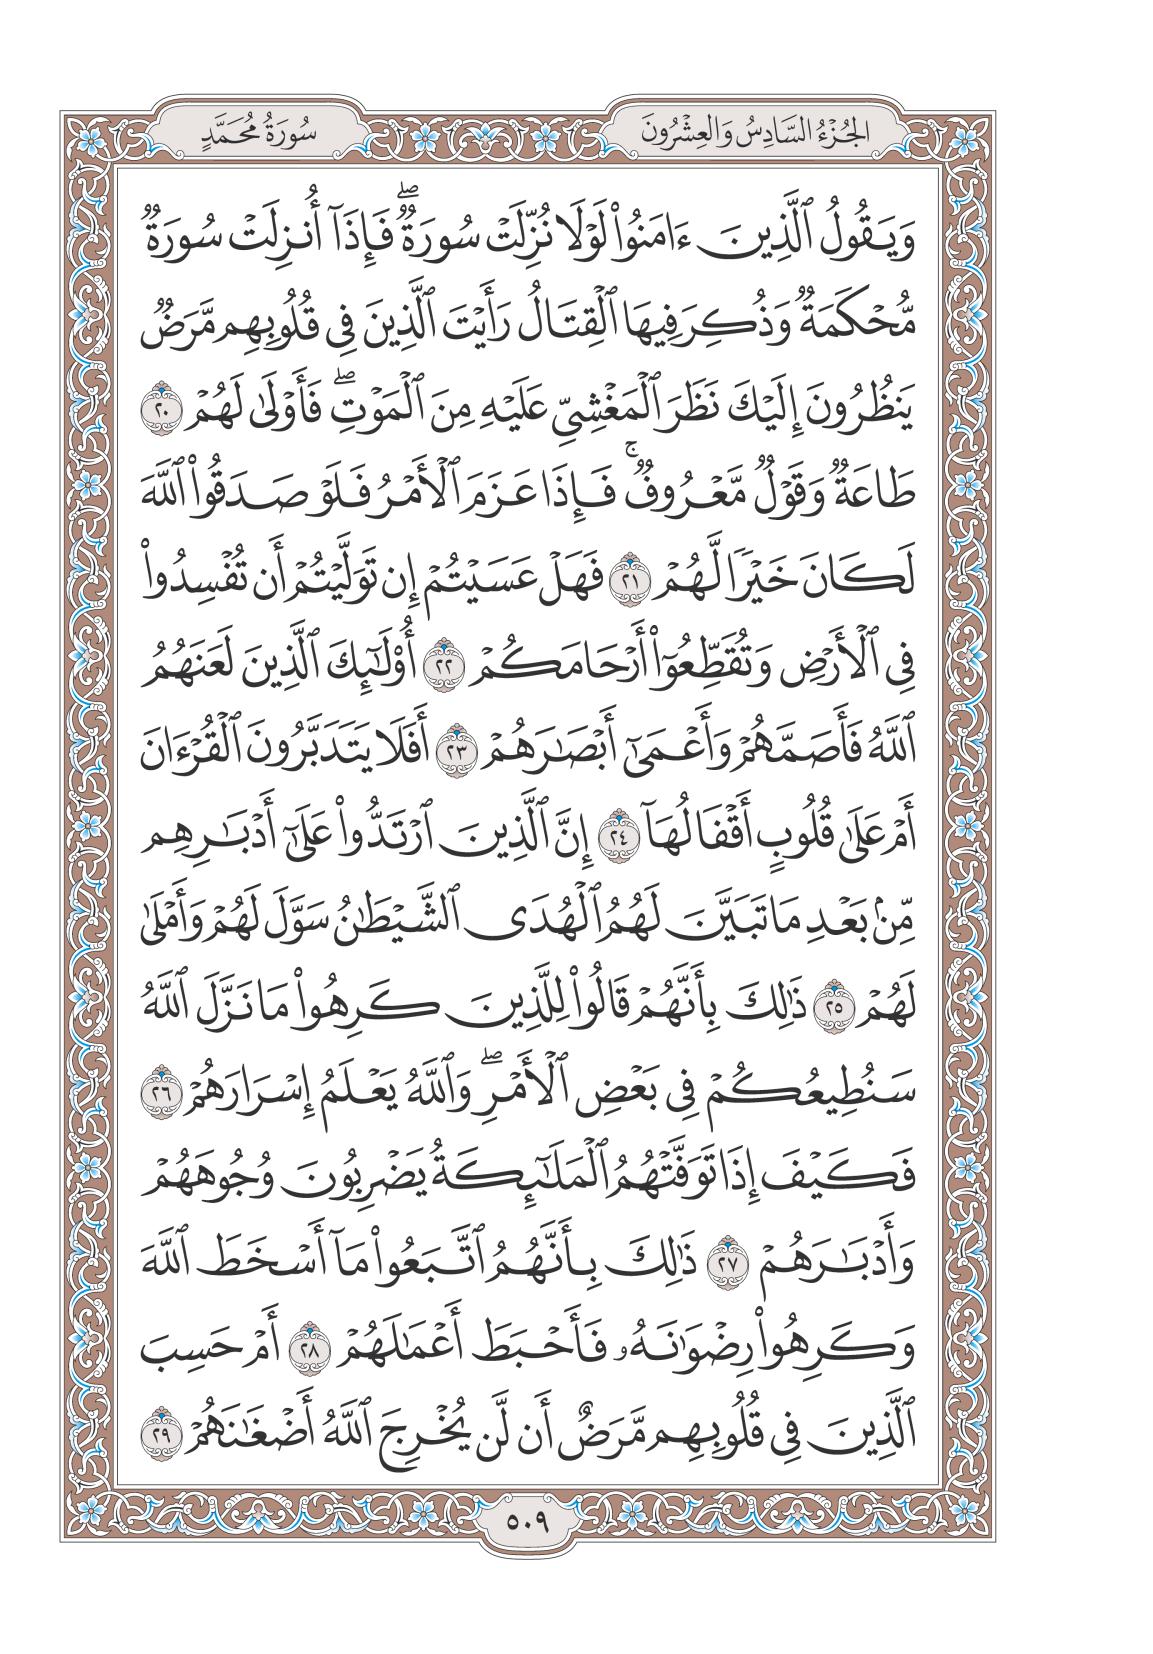 الجُزْءُ السَّادِسُ وَالعِشْرُونَ
سُورَةُ مُحَمَّدٍ
وَيَقُولُ ٱلَّذِينَ ءَامَنُواْ لَوْلَا نُزِّلَتْ سُورَةٌۖ فَإِذَآ أُنزِلَتْ سُورَةٌ
مُّحْكَمَةٌ وَذُكِرَ فِيهَا ٱلْقِتَالُ رَأَيْتَ ٱلَّذِينَ فِى قُلُوبِهِم مَّرَضٌ
يَنظُرُونَ إِلَيْكَ نَظَرَ ٱلْمَغْشِىِّ عَلَيْهِ مِنَ ٱلْمَوْتِۖ فَأَوْلَىٰ لَهُمْ ٢٠
طَاعَةٌ وَقَوْلٌ مَّعْرُوفٌۚ فَإِذَا عَزَمَ ٱلْأَمْرُ فَلَوْ صَدَقُواْ ٱللَّهَ
لَكَانَ خَيْرًا لَّهُمْ ٢١ فَهَلْ عَسَيْتُمْ إِن تَوَلَّيْتُمْ أَن تُفْسِدُواْ
فِى ٱلْأَرْضِ وَتُقَطِّعُوٓاْ أَرْحَامَكُمْ ٢٢ أُوْلَٰٓئِكَ ٱلَّذِينَ لَعَنَهُمُ
ٱللَّهُ فَأَصَمَّهُمْ وَأَعْمَىٰٓ أَبْصَٰرَهُمْ ٢٣ أَفَلَا يَتَدَبَّرُونَ ٱلْقُرْءَانَ
أَمْ عَلَىٰ قُلُوبٍ أَقْفَالُهَآ ٢٤ إِنَّ ٱلَّذِينَ ٱرْتَدُّواْ عَلَىٰٓ أَدْبَٰرِهِم
مِّنۢ بَعْدِ مَا تَبَيَّنَ لَهُمُ ٱلْهُدَى ٱلشَّيْطَٰنُ سَوَّلَ لَهُمْ وَأَمْلَىٰ
لَهُمْ ٢٥ ذَٰلِكَ بِأَنَّهُمْ قَالُواْ لِلَّذِينَ كَرِهُواْ مَا نَزَّلَ ٱللَّهُ
سَنُطِيعُكُمْ فِى بَعْضِ ٱلْأَمْرِۖ وَٱللَّهُ يَعْلَمُ إِسْرَارَهُمْ ٢٦
فَكَيْفَ إِذَا تَوَفَّتْهُمُ ٱلْمَلَٰٓئِكَةُ يَضْرِبُونَ وُجُوهَهُمْ
وَأَدْبَٰرَهُمْ ٢٧ ذَٰلِكَ بِأَنَّهُمُ ٱتَّبَعُواْ مَآ أَسْخَطَ ٱللَّهَ
وَكَرِهُواْ رِضْوَٰنَهُۥ فَأَحْبَطَ أَعْمَٰلَهُمْ ٢٨ أَمْ حَسِبَ
ٱلَّذِينَ فِى قُلُوبِهِم مَّرَضٌ أَن لَّن يُخْرِجَ ٱللَّهُ أَضْغَٰنَهُمْ ٢٩
٥٠٩